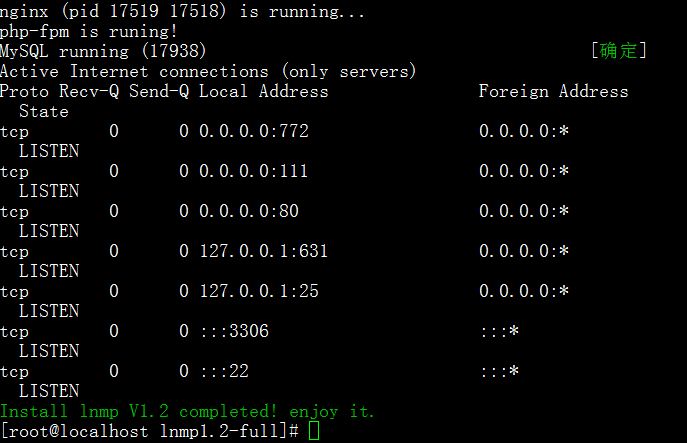 nginx (pid 17519 17518) is running...
php-fpm is runing!
MySQL running (17938) [确定]
Active Internet connections (only servers)
Proto Recv-Q Send-Q Local Address Foreign Address
State
tcp 0 0 0.0.0.0:772 0.0.0.0:*
LISTEN
tcp 0 0 0.0.0.0:111 0.0.0.0:*
LISTEN
tcp 0 0 0.0.0.0:80 0.0.0.0:*
LISTEN
tcp 0 0 127.0.0.1:631 0.0.0.0:*
LISTEN
tcp 0 0 127.0.0.1:25 0.0.0.0:*
LISTEN
tcp 0 0 :::3306 :::*
LISTEN
tcp 0 0 :::22 :::*
LISTEN
Install lnmp V1.2 completed! enjoy it.
[root@localhost lnmp1.2-full]#